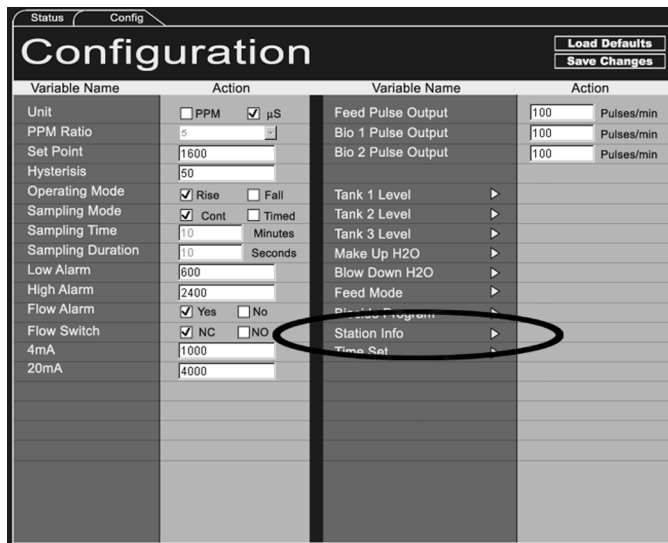 Status Config
Configuration
Load Defaults
Save Changes
Variable Name Action Variable Name Action
Unit PPM µS Feed Pulse Output 100 Pulses/min
PPM Ratio 5 Bio 1 Pulse Output 100 Pulses/min
Set Point 1600 Bio 2 Pulse Output 100 Pulses/min
Hysterisis 50
Operating Mode Rise Fall Tank 1 Level
Sampling Mode Cont Timed Tank 2 Level
Sampling Time 10 Minutes Tank 3 Level
Sampling Duration 10 Seconds Make Up H2O
Low Alarm 600 Blow Down H2O
High Alarm 2400 Feed Mode
Flow Alarm Yes No Biocide Program
Flow Switch NC NO Station Info
4mA 1000 Time Set
20mA 4000